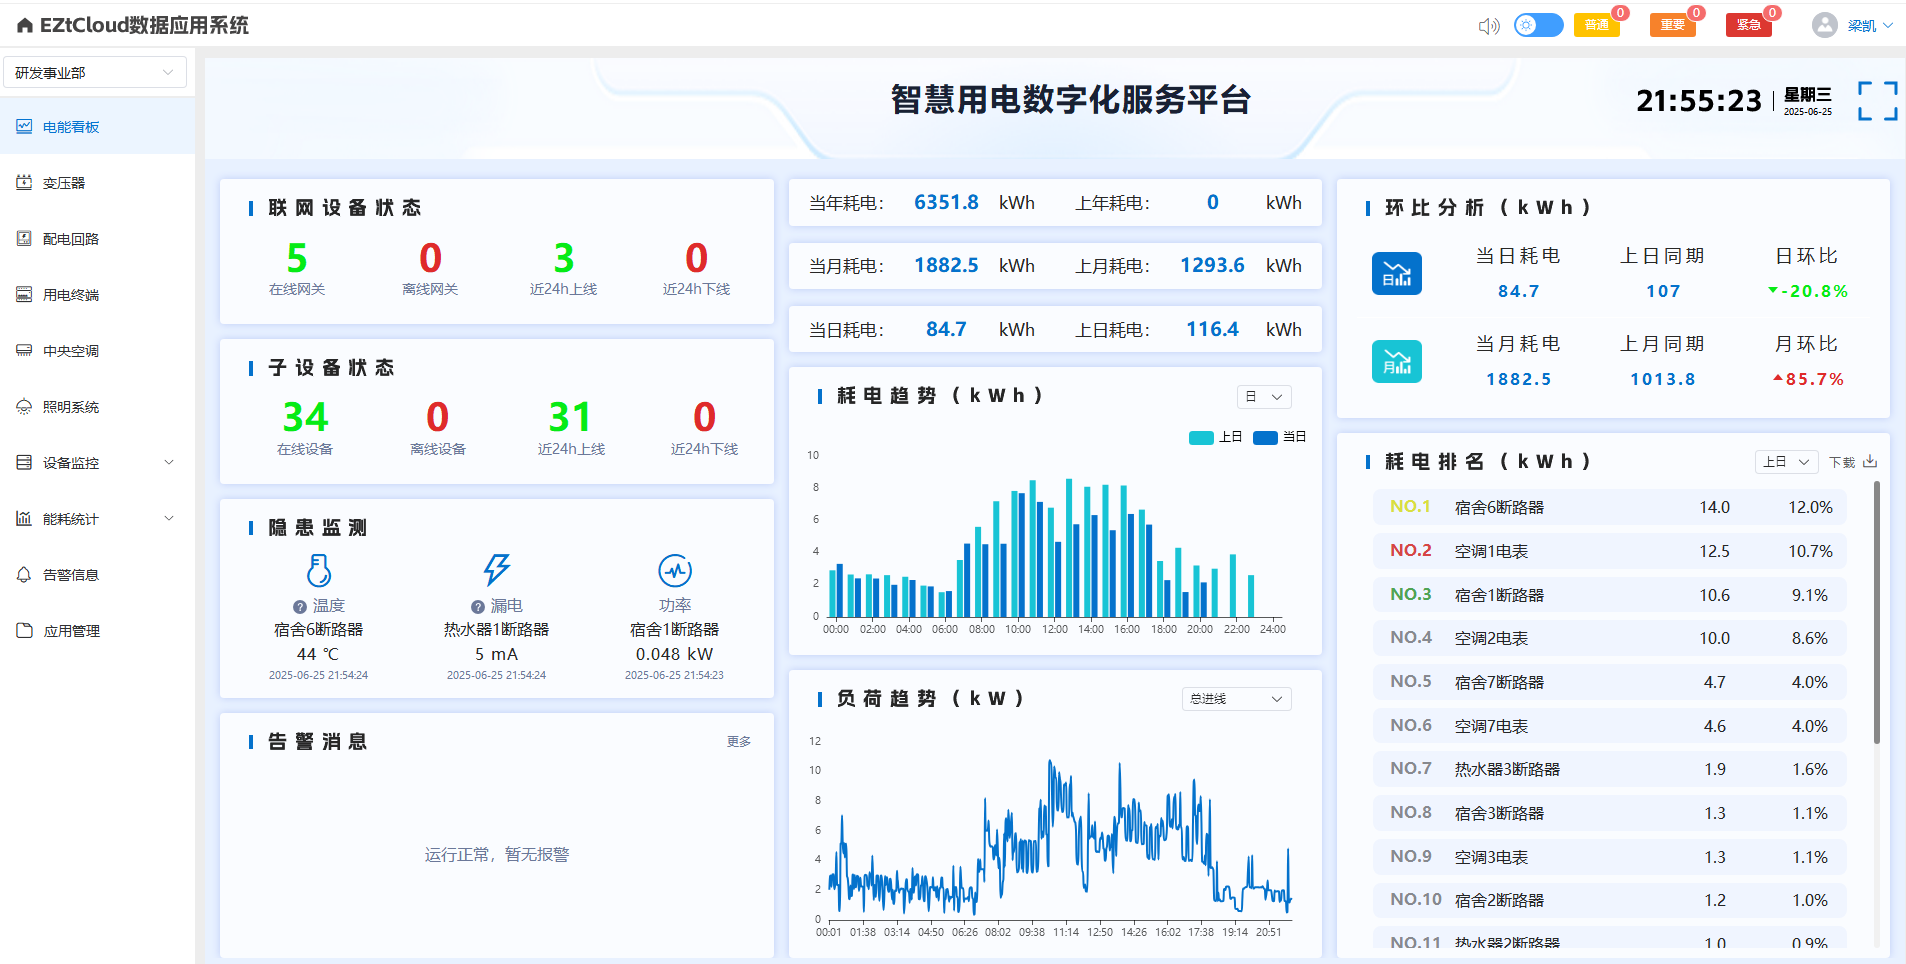 EZtCloud数据应用系统
普通 0
重要 0
紧急 0
梁凯
研发事业部
电能看板
变压器
配电回路
用电终端
中央空调
照明系统
设备监控
能耗统计
告警信息
应用管理
智慧用电数字化服务平台
21:55:23
星期三
2025-06-25
联网设备状态
5 0 3 0
在线网关 离线网关 近24h上线 近24h下线
子设备状态
34 0 31 0
在线设备 离线设备 近24h上线 近24h下线
隐患监测
? 温度 ? 漏电 功率
宿舍6断路器 热水器1断路器 宿舍1断路器
44 ℃ 5 mA 0.048 kW
2025-06-25 21:54:24 2025-06-25 21:54:24 2025-06-25 21:54:23
告警消息 更多
运行正常，暂无报警
当年耗电： 6351.8 kWh 上年耗电： 0 kWh
当月耗电： 1882.5 kWh 上月耗电： 1293.6 kWh
当日耗电： 84.7 kWh 上日耗电： 116.4 kWh
耗电趋势（kWh） 日
上日 当日
10
8
6
4
2
0
00:00 02:00 04:00 06:00 08:00 10:00 12:00 14:00 16:00 18:00 20:00 22:00 24:00
负荷趋势（kW） 总进线
12
10
8
6
4
2
0
00:01 01:38 03:14 04:50 06:26 08:02 09:38 11:14 12:50 14:26 16:02 17:38 19:14 20:51
环比分析（kWh）
当日耗电 上日同期 日环比
日
84.7 107 -20.8%
当月耗电 上月同期 月环比
月
1882.5 1013.8 85.7%
耗电排名（kWh） 上日 下载
NO.1 宿舍6断路器 14.0 12.0%
NO.2 空调1电表 12.5 10.7%
NO.3 宿舍1断路器 10.6 9.1%
NO.4 空调2电表 10.0 8.6%
NO.5 宿舍7断路器 4.7 4.0%
NO.6 空调7电表 4.6 4.0%
NO.7 热水器3断路器 1.9 1.6%
NO.8 宿舍3断路器 1.3 1.1%
NO.9 空调3电表 1.3 1.1%
NO.10 宿舍2断路器 1.2 1.0%
NO.11 热水器2断路器 1.0 0.9%